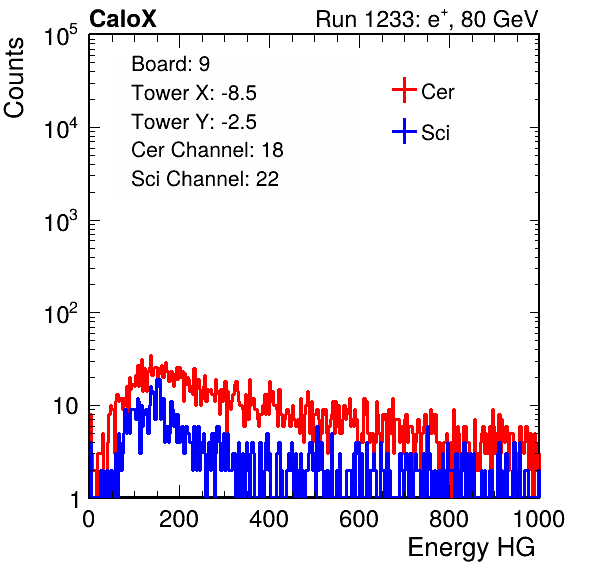 CaloX Run 1233: e+, 80 GeV
Counts
Board: 9
Tower X: -8.5
Tower Y: -2.5
Cer Channel: 18
Sci Channel: 22
Cer
Sci
10^5
10^4
10^3
10^2
10
1
0 200 400 600 800 1000
Energy HG